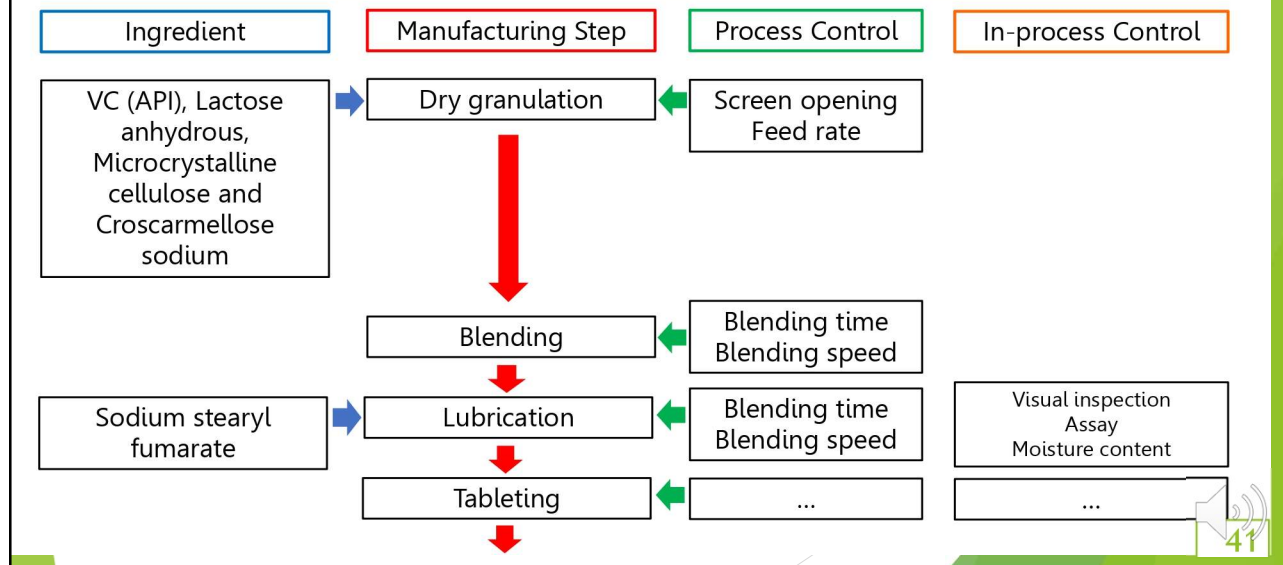 Ingredient
Manufacturing Step
Process Control
In-process Control
VC (API), Lactose
anhydrous,
Microcrystalline
cellulose and
Croscarmellose
sodium
Dry granulation
Screen opening
Feed rate
Blending
Blending time
Blending speed
Sodium stearyl
fumarate
Lubrication
Blending time
Blending speed
Visual inspection
Assay
Moisture content
Tableting
...
...
41